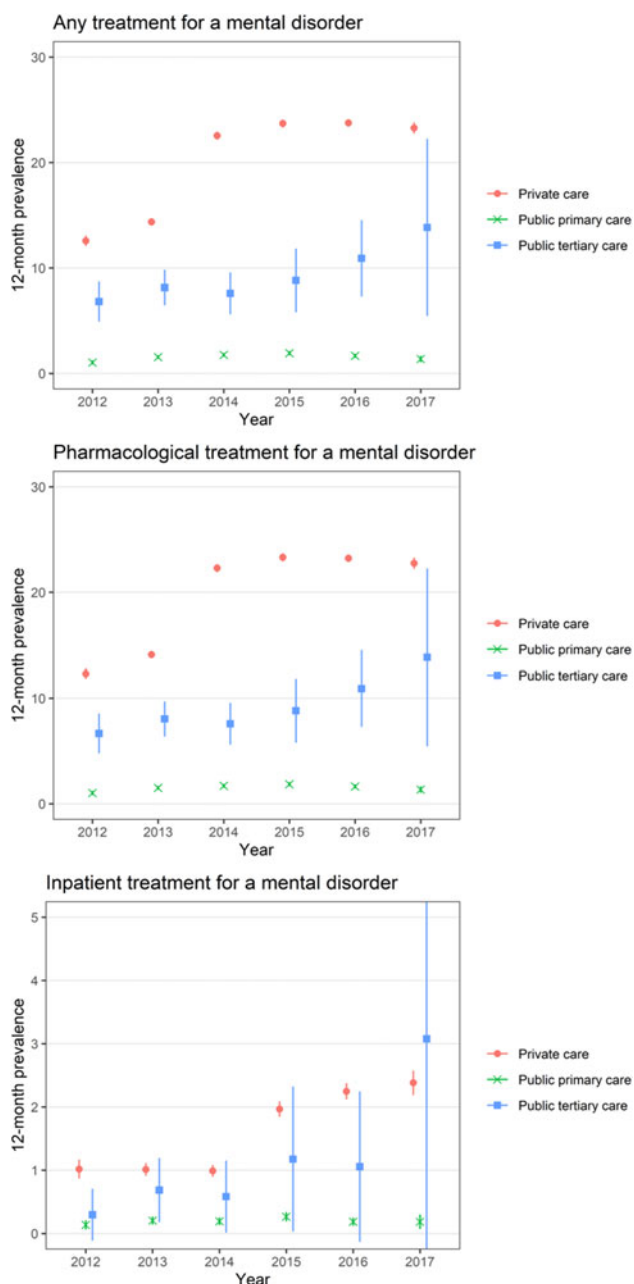 Any treatment for a mental disorder
30
20
10
0
12-month prevalence
2012 2013 2014 2015 2016 2017
Year
Private care
Public primary care
Public tertiary care
Pharmacological treatment for a mental disorder
30
20
10
0
12-month prevalence
2012 2013 2014 2015 2016 2017
Year
Private care
Public primary care
Public tertiary care
Inpatient treatment for a mental disorder
5
4
3
2
1
0
12-month prevalence
2012 2013 2014 2015 2016 2017
Year
Private care
Public primary care
Public tertiary care